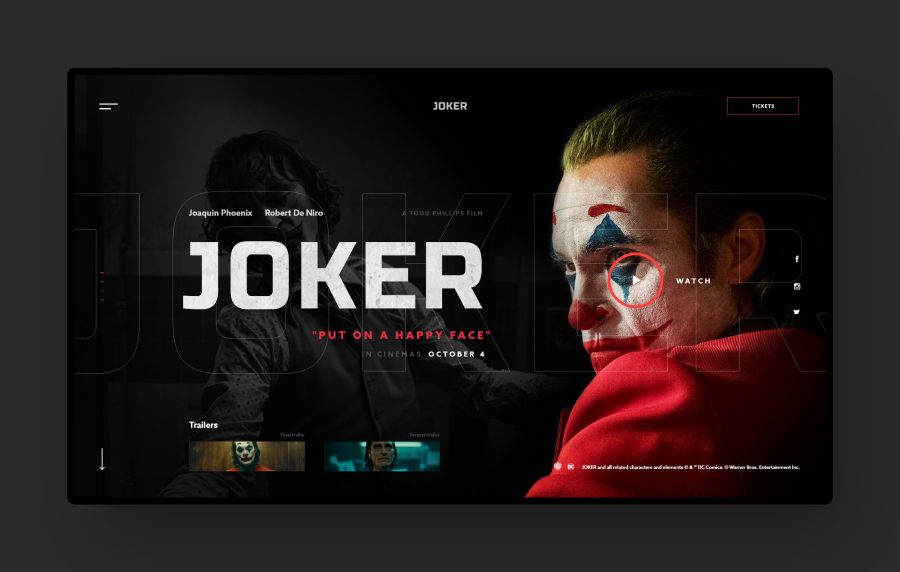 JOKER
TICKETS
JOKER
Joaquin Phoenix Robert De Niro
A TODD PHILLIPS FILM
JOKER
WATCH
"PUT ON A HAPPY FACE"
IN CINEMAS OCTOBER 4
Trailers
Final trailer
Teaser trailer
DC
JOKER and all related characters and elements © & ™ DC Comics. © Warner Bros. Entertainment Inc.